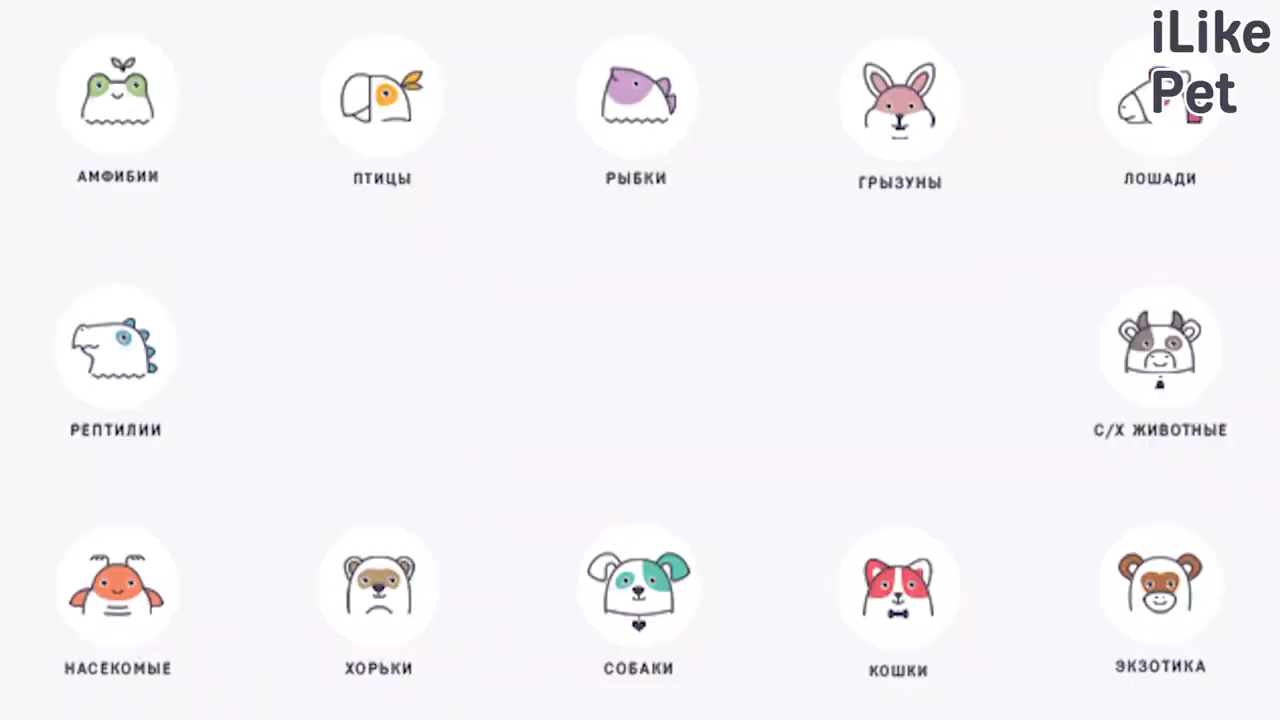 iLike
Pet
АМФИБИИ
ПТИЦЫ
РЫБКИ
ГРЫЗУНЫ
ЛОШАДИ
РЕПТИЛИИ
С/Х ЖИВОТНЫЕ
НАСЕКОМЫЕ
ХОРЬКИ
СОБАКИ
КОШКИ
ЭКЗОТИКА